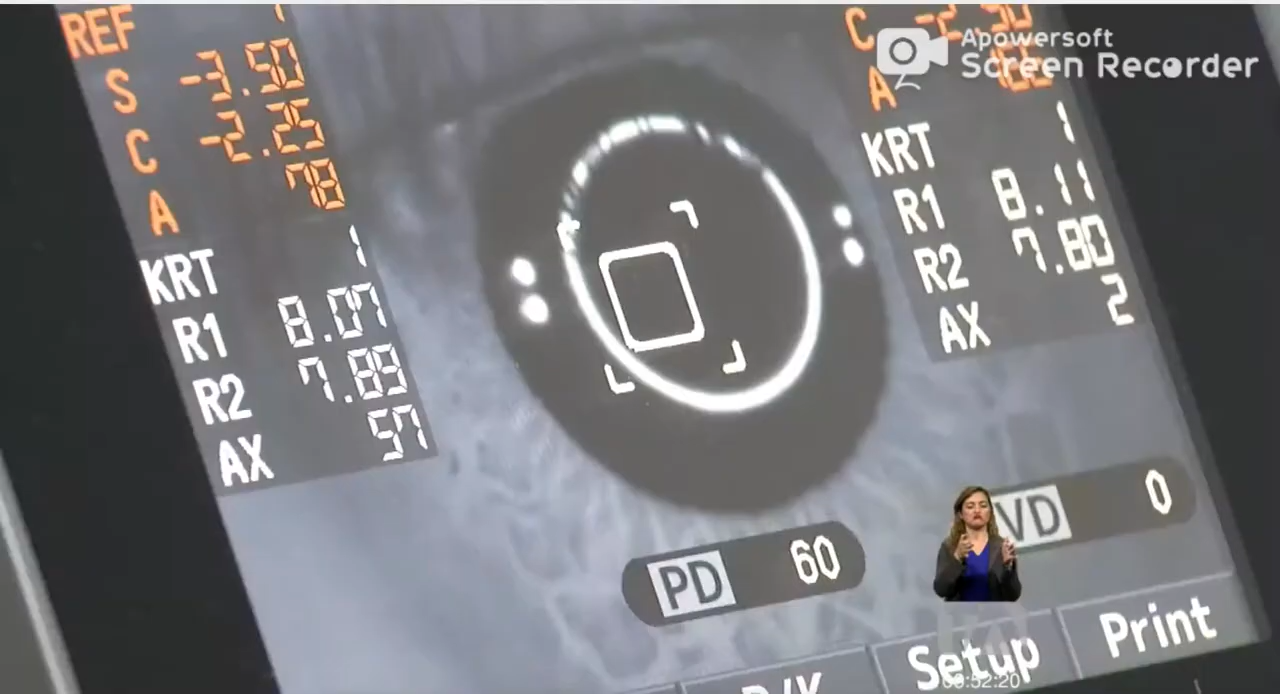 REF 1
S -3.50
C -2.25
A 78
KRT 1
R1 8.07
R2 7.89
AX 57
C
A
KRT 1
R1 8.11
R2 7.80
AX 2
Apowersoft
Screen Recorder
VD 0
PD 60
Setup
Print